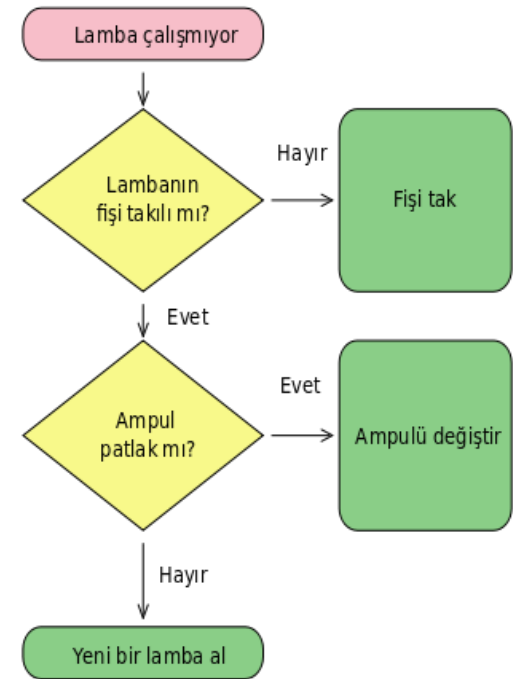 Lamba çalışmıyor
Hayır
Lambanın
fişi takılı mı?
Fişi tak
Evet
Evet
Ampul
patlak mı?
Ampulü değiştir
Hayır
Yeni bir lamba al